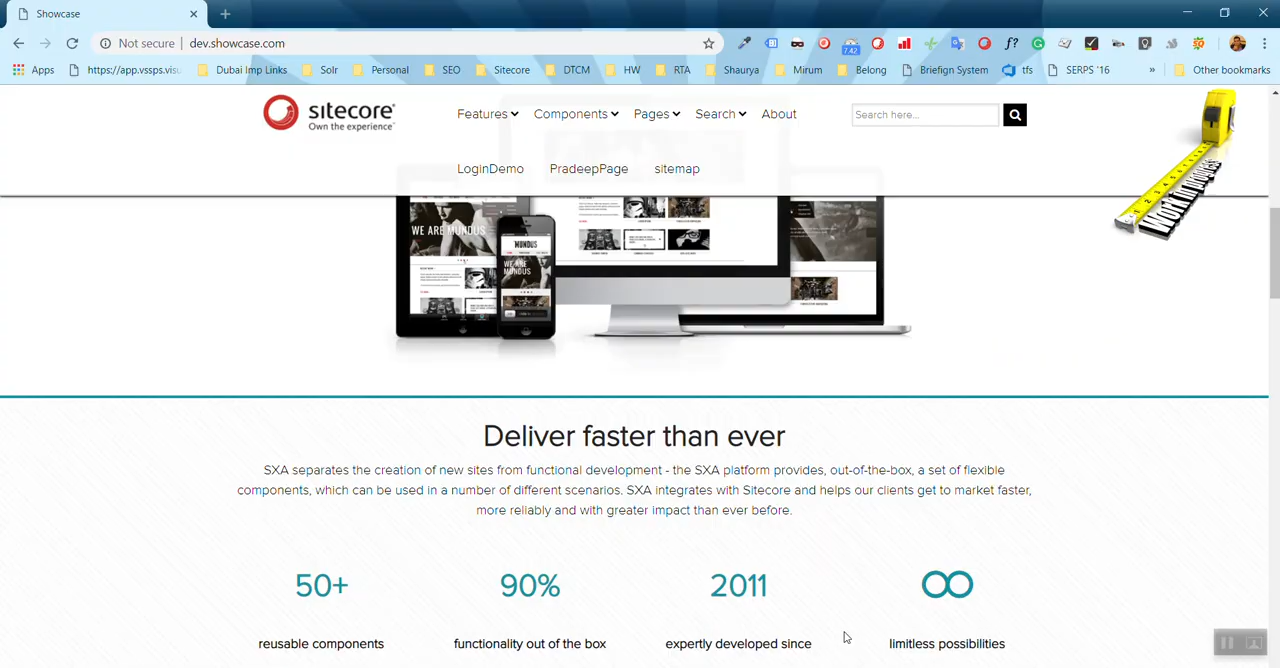 Showcase
Not secure | dev.showcase.com
7.42
f?
Apps
https://app.vssps.visu
Dubai Imp Links
Solr
Personal
SEO
Sitecore
DTCM
HW
RTA
Shaurya
Mirum
Belong
Briefign System
tfs
SERPS '16
»
Other bookmarks
sitecore
Own the experience®
Features
Components
Pages
Search
About
Search here...
LoginDemo
PradeepPage
sitemap
WE ARE MUNDUS
MUNDUS
WE ARE
MUNDUS
Deliver faster than ever
SXA separates the creation of new sites from functional development - the SXA platform provides, out-of-the-box, a set of flexible
components, which can be used in a number of different scenarios. SXA integrates with Sitecore and helps our clients get to market faster,
more reliably and with greater impact than ever before.
50+
90%
2011
reusable components
functionality out of the box
expertly developed since
limitless possibilities